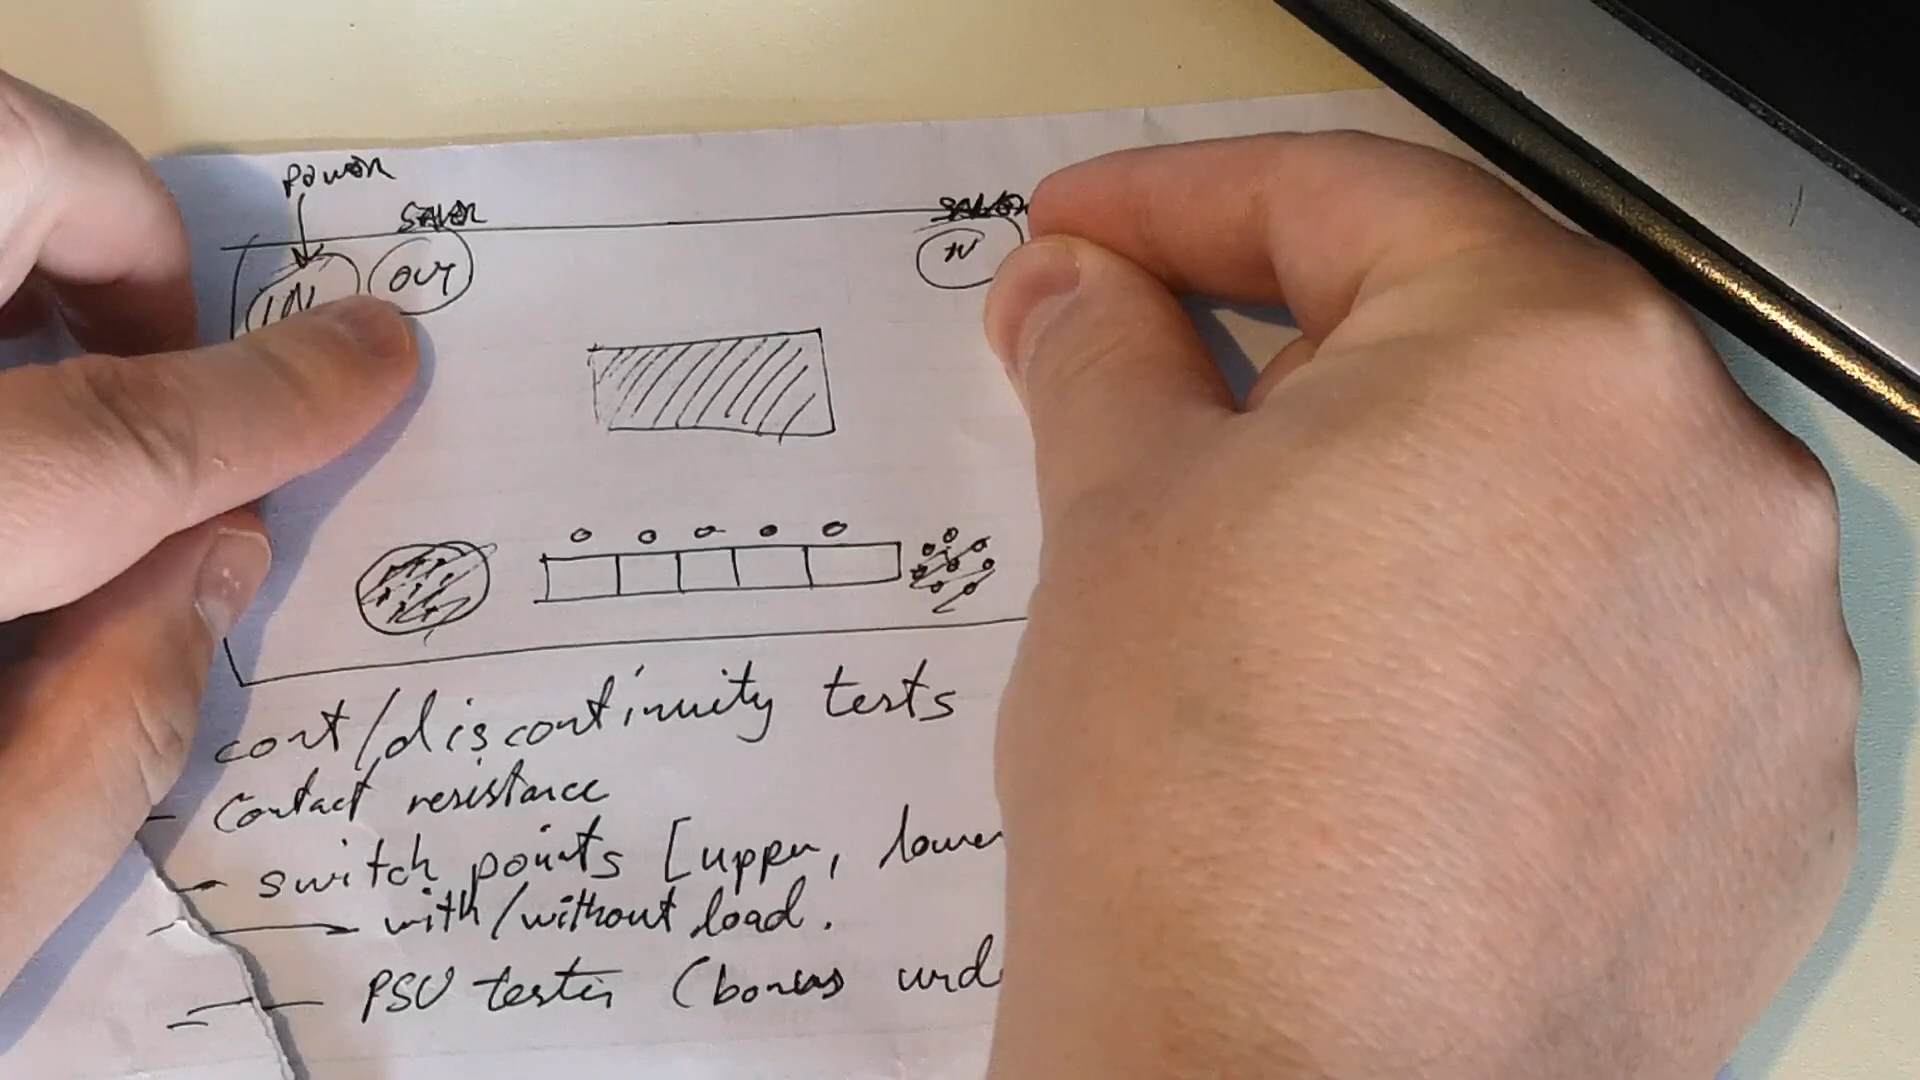 Power
SAVER OUT
IN
IN
cont/discontinuity tests
- Contact resistance
- switch points [upper, lower
with/without load.
- PSU tester (bonus